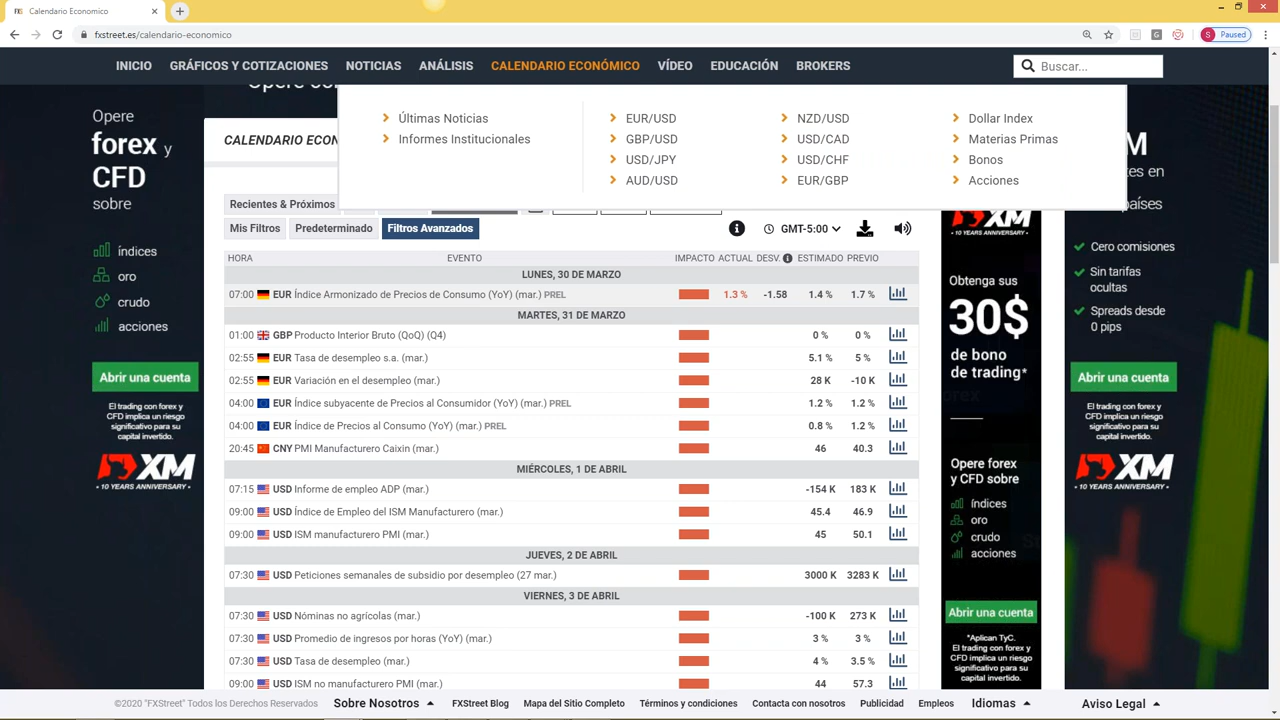 Calendario Economico
fxstreet.es/calendario-economico
Paused
INICIO GRÁFICOS Y COTIZACIONES NOTICIAS ANÁLISIS CALENDARIO ECONÓMICO VÍDEO EDUCACIÓN BROKERS Buscar...
Últimas Noticias
Informes Institucionales
EUR/USD
GBP/USD
USD/JPY
AUD/USD
NZD/USD
USD/CAD
USD/CHF
EUR/GBP
Dollar Index
Materias Primas
Bonos
Acciones
Opere
forex y
CFD
sobre
índices
oro
crudo
acciones
Abrir una cuenta
El trading con forex y
CFD implica un riesgo
significativo para su
capital invertido.
XM
10 YEARS ANNIVERSARY
Recientes & Próximos
Mis Filtros Predeterminado Filtros Avanzados GMT-5:00
HORA EVENTO IMPACTO ACTUAL DESV. ESTIMADO PREVIO
LUNES, 30 DE MARZO
07:00 EUR Índice Armonizado de Precios de Consumo (YoY) (mar.) PREL 1.3 % -1.58 1.4 % 1.7 %
MARTES, 31 DE MARZO
01:00 GBP Producto Interior Bruto (QoQ) (Q4) 0 % 0 %
02:55 EUR Tasa de desempleo s.a. (mar.) 5.1 % 5 %
02:55 EUR Variación en el desempleo (mar.) 28 K -10 K
04:00 EUR Índice subyacente de Precios al Consumidor (YoY) (mar.) PREL 1.2 % 1.2 %
04:00 EUR Índice de Precios al Consumo (YoY) (mar.) PREL 0.8 % 1.2 %
20:45 CNY PMI Manufacturero Caixin (mar.) 46 40.3
MIÉRCOLES, 1 DE ABRIL
07:15 USD Informe de empleo ADP (mar.) -154 K 183 K
09:00 USD Índice de Empleo del ISM Manufacturero (mar.) 45.4 46.9
09:00 USD ISM manufacturero PMI (mar.) 45 50.1
JUEVES, 2 DE ABRIL
07:30 USD Peticiones semanales de subsidio por desempleo (27 mar.) 3000 K 3283 K
VIERNES, 3 DE ABRIL
07:30 USD Nóminas no agrícolas (mar.) -100 K 273 K
07:30 USD Promedio de ingresos por horas (YoY) (mar.) 3 % 3 %
07:30 USD Tasa de desempleo (mar.) 4 % 3.5 %
09:00 USD ISM no manufacturero PMI (mar.) 44 57.3
XM
10 YEARS ANNIVERSARY
Obtenga sus
30$
de bono
de trading*
Opere forex
y CFD sobre
índices
oro
crudo
acciones
Abrir una cuenta
*Aplican TyC.
El trading con forex y
CFD implica un riesgo
significativo para su
capital invertido.
Cero comisiones
Sin tarifas
ocultas
Spreads desde
0 pips
Abrir una cuenta
El trading con forex y
CFD implica un riesgo
significativo para su
capital invertido.
XM
10 YEARS ANNIVERSARY
©2020 "FXStreet" Todos los Derechos Reservados Sobre Nosotros FXStreet Blog Mapa del Sitio Completo Términos y condiciones Contacta con nosotros Publicidad Empleos Idiomas Aviso Legal